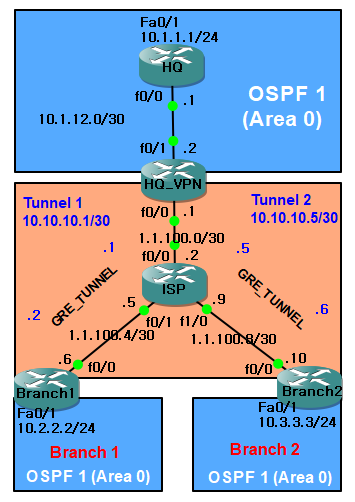 Fa0/1
10.1.1.1/24
HQ
f0/0
.1
OSPF 1
(Area 0)
10.1.12.0/30
f0/1
.2
HQ_VPN
Tunnel 1
10.10.10.1/30
Tunnel 2
10.10.10.5/30
f0/0
.1
1.1.100.0/30
f0/0
.2
.1
.5
GRE_TUNNEL
GRE_TUNNEL
ISP
.2
.5
.9
.6
f0/1
f1/0
1.1.100.4/30
1.1.100.8/30
.6
f0/0
.10
f0/0
Branch1
Branch2
Fa0/1
10.2.2.2/24
Fa0/1
10.3.3.3/24
Branch 1
Branch 2
OSPF 1 (Area 0)
OSPF 1 (Area 0)